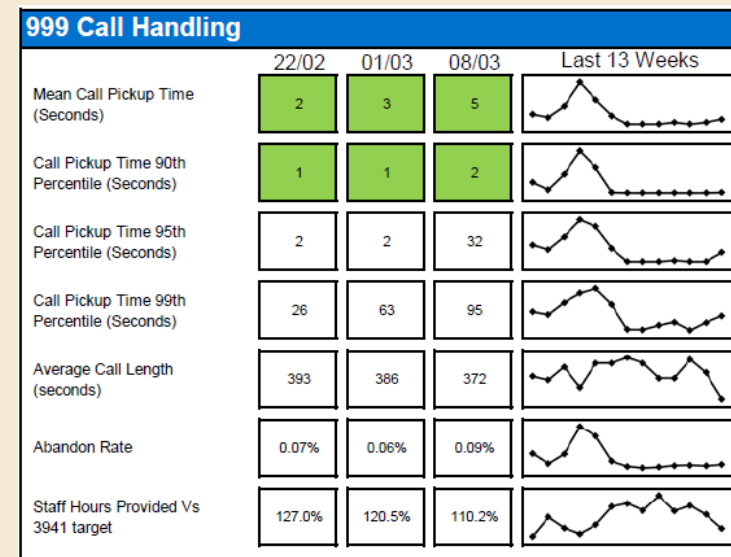 999 Call Handling
22/02 01/03 08/03 Last 13 Weeks
Mean Call Pickup Time
(Seconds)
2 3 5
Call Pickup Time 90th
Percentile (Seconds)
1 1 2
Call Pickup Time 95th
Percentile (Seconds)
2 2 32
Call Pickup Time 99th
Percentile (Seconds)
26 63 95
Average Call Length
(seconds)
393 386 372
Abandon Rate
0.07% 0.06% 0.09%
Staff Hours Provided Vs
3941 target
127.0% 120.5% 110.2%